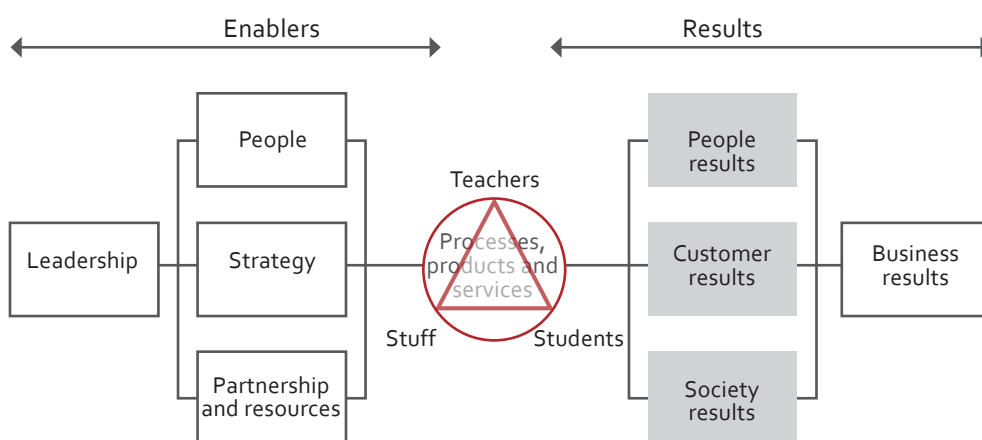 Enablers
Results
People
People
results
Teachers
Leadership
Strategy
Processes,
products and
services
Customer
results
Business
results
Stuff
Students
Partnership
and resources
Society
results